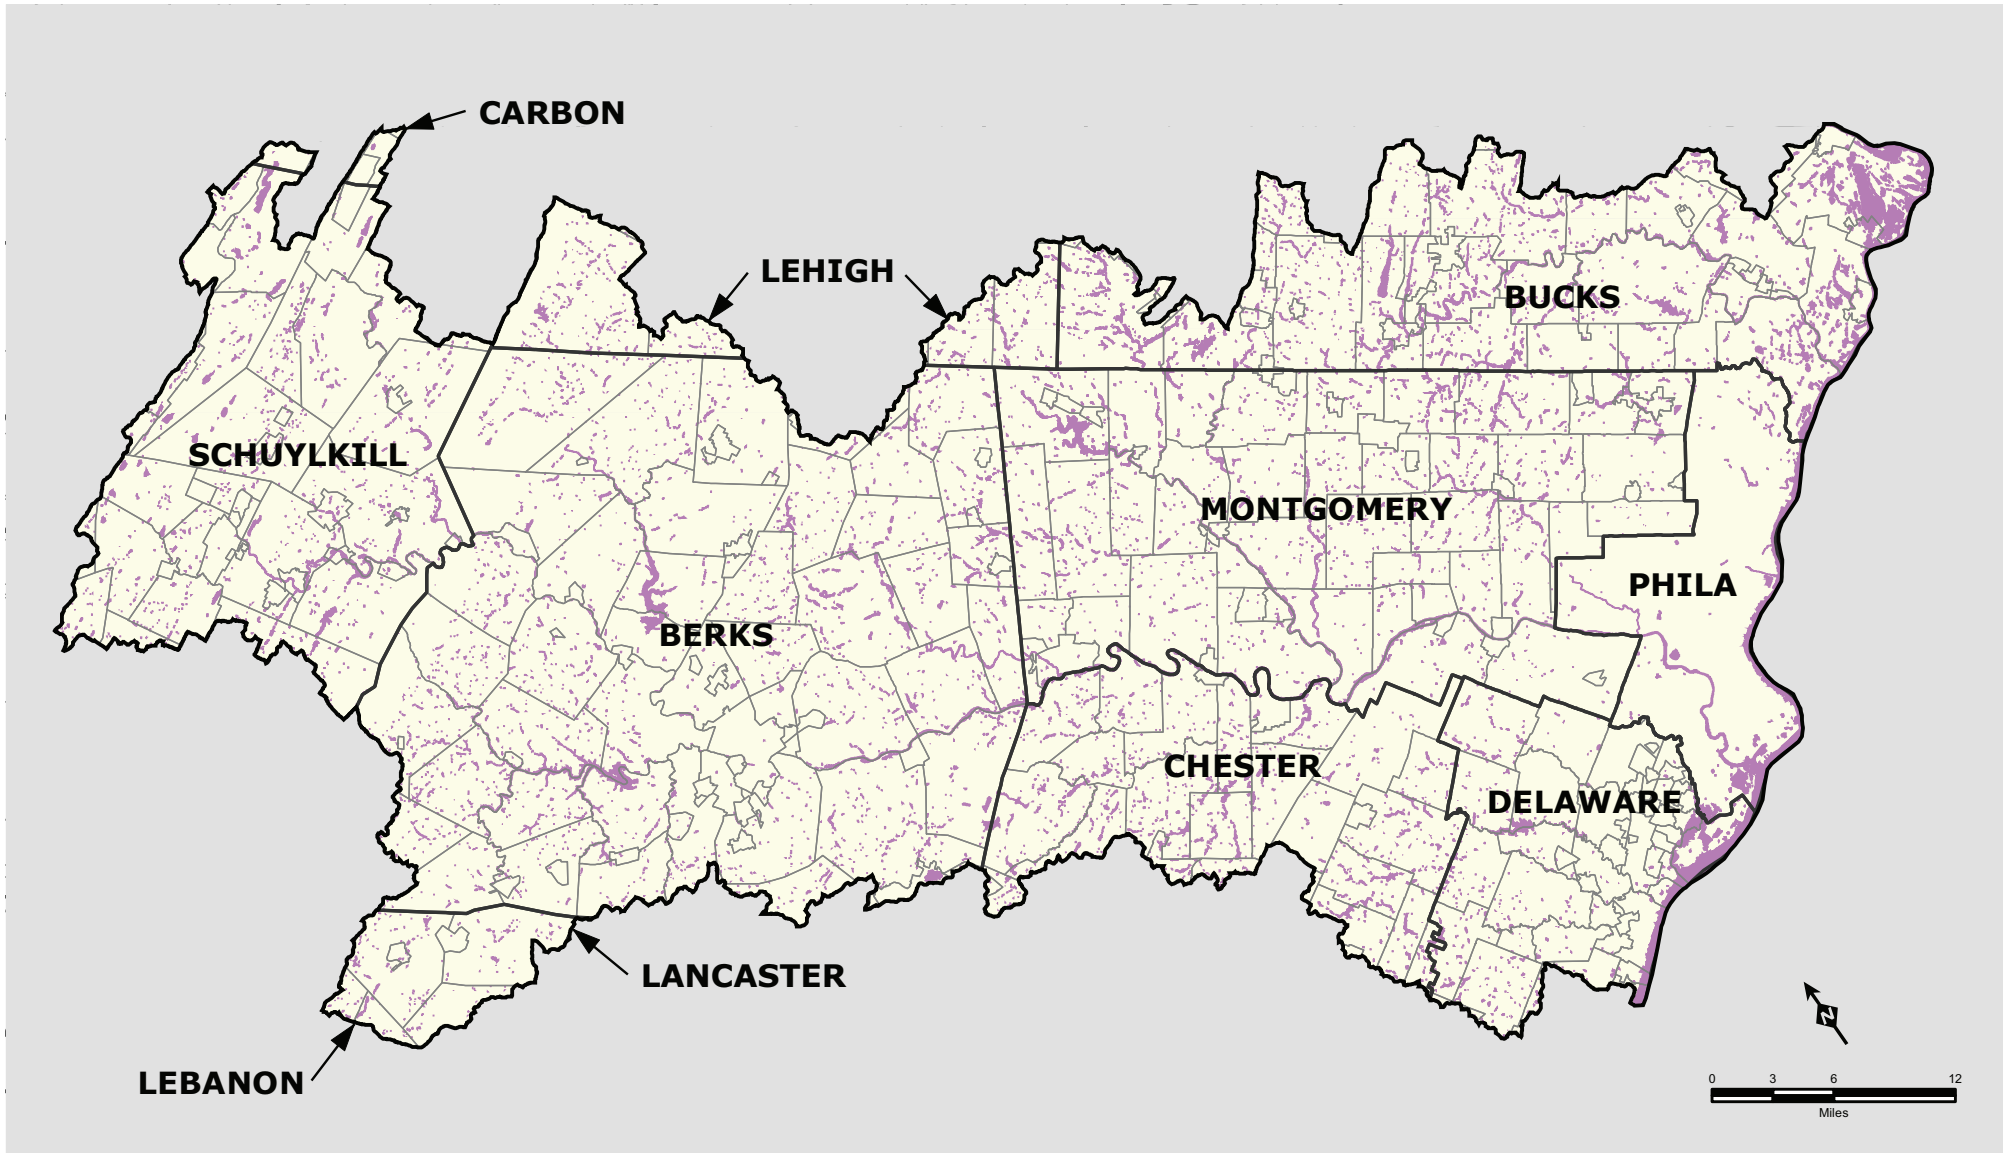 CARBON
LEHIGH
BUCKS
SCHUYLKILL
MONTGOMERY
PHILA
BERKS
CHESTER
DELAWARE
LANCASTER
LEBANON
N
0 3 6 12
Miles